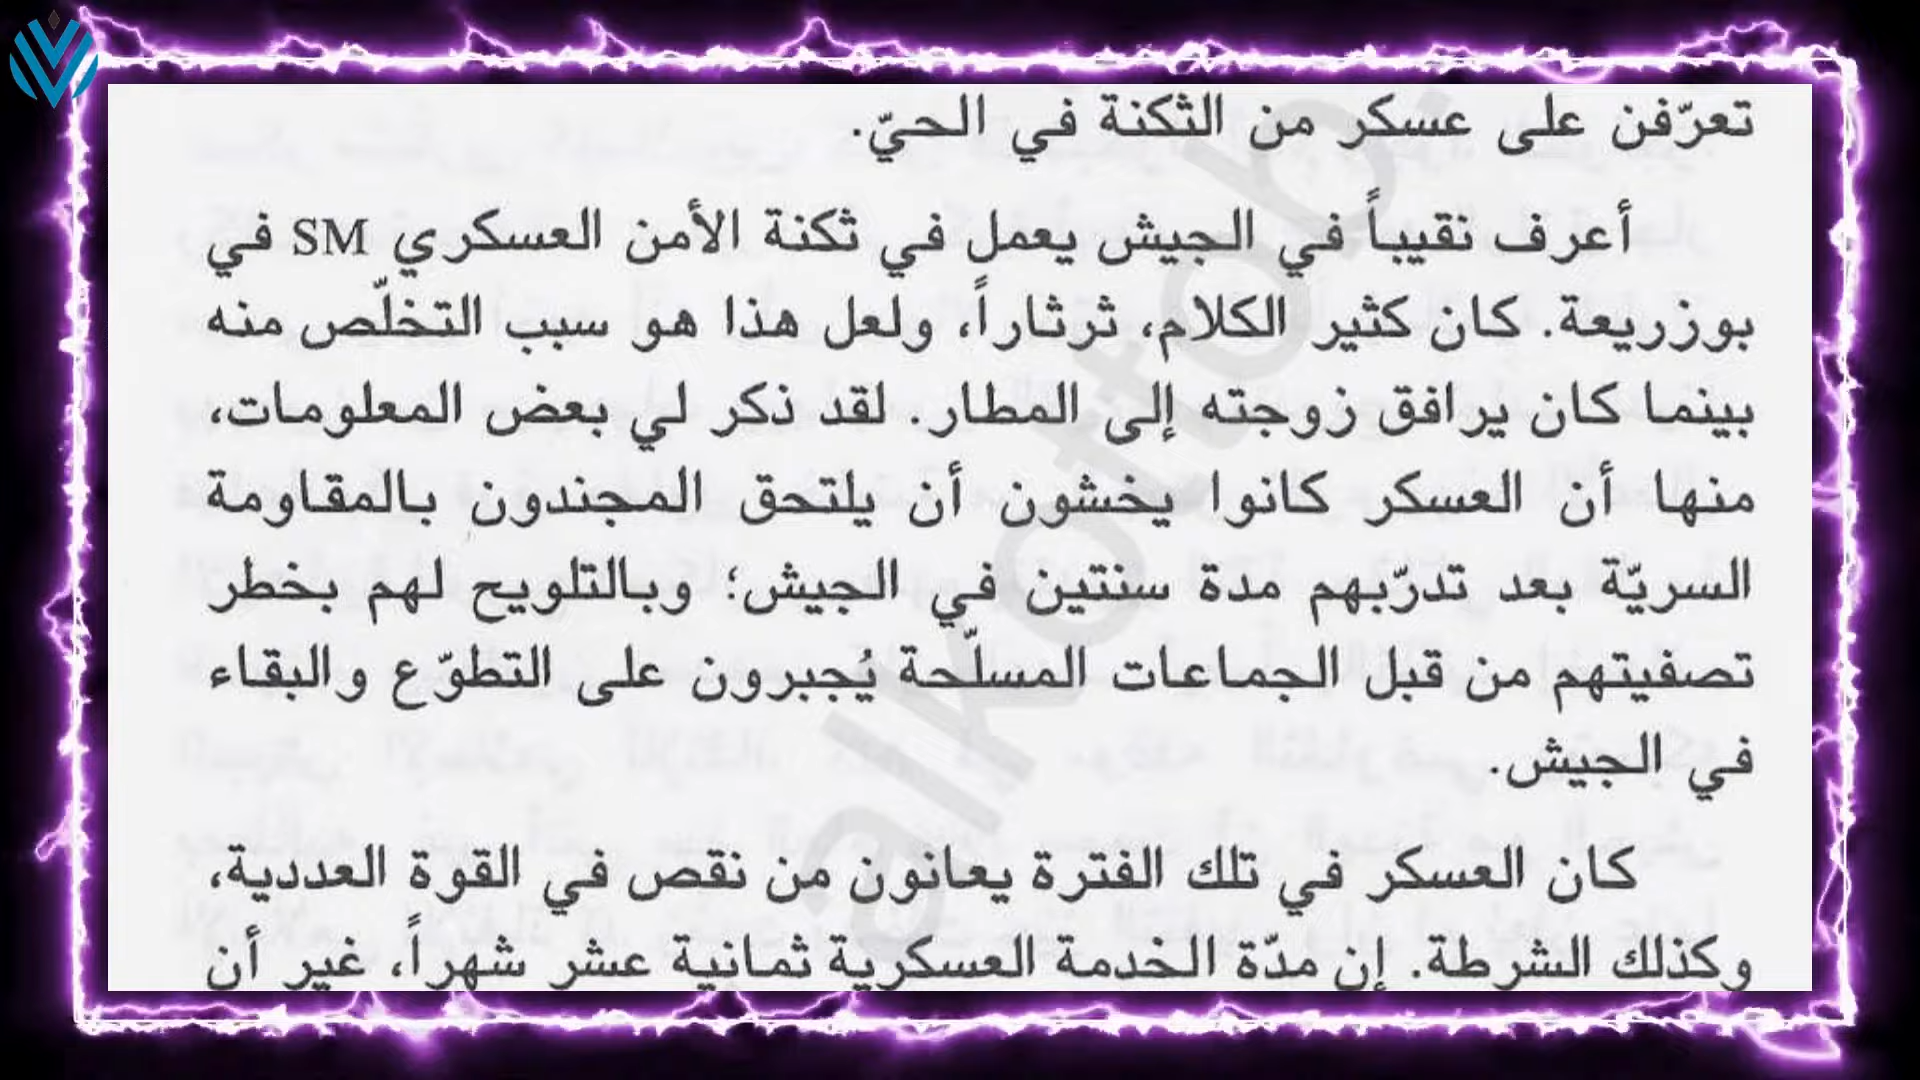 تعرّفن على عسكر من الثكنة في الحيّ.
أعرف نقيباً في الجيش يعمل في ثكنة الأمن العسكري SM في
بوزريعة. كان كثير الكلام، ثرثاراً، ولعل هذا هو سبب التخلّص منه
بينما كان يرافق زوجته إلى المطار. لقد ذكر لي بعض المعلومات،
منها أن العسكر كانوا يخشون أن يلتحق المجندون بالمقاومة
السريّة بعد تدرّبهم مدة سنتين في الجيش؛ وبالتلويح لهم بخطر
تصفيتهم من قبل الجماعات المسلّحة يُجبرون على التطوّع والبقاء
في الجيش.
كان العسكر في تلك الفترة يعانون من نقص في القوة العددية،
وكذلك الشرطة. إن مدّة الخدمة العسكرية ثمانية عشر شهراً، غير أن
alkottob.